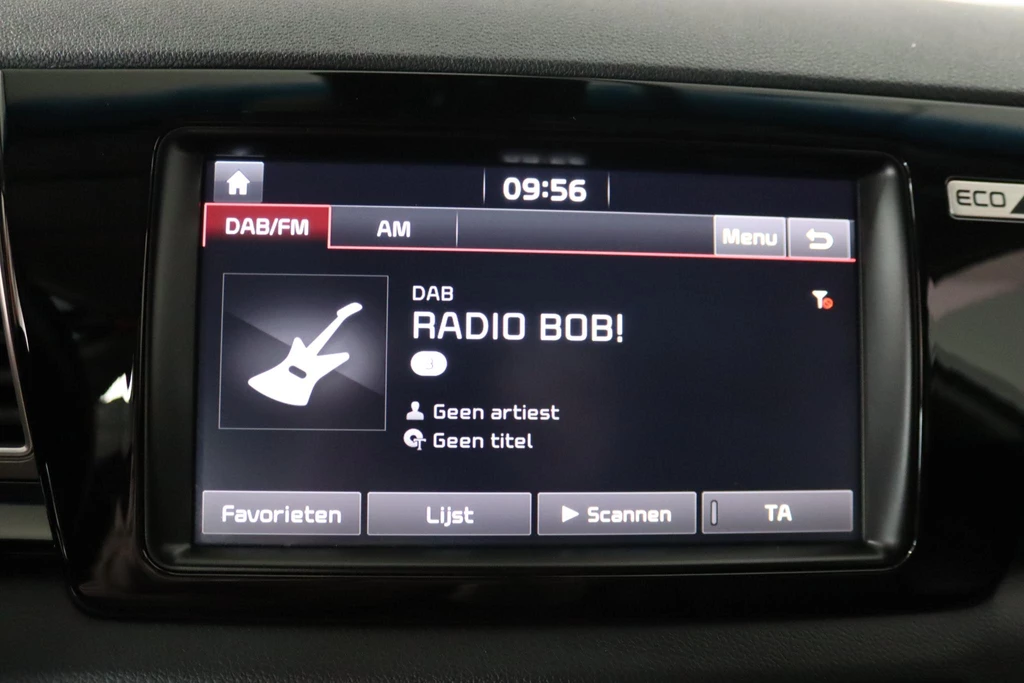 09:56
DAB/FM AM Menu
DAB
RADIO BOB!
3
Geen artiest
Geen titel
Favorieten Lijst Scannen TA
ECO